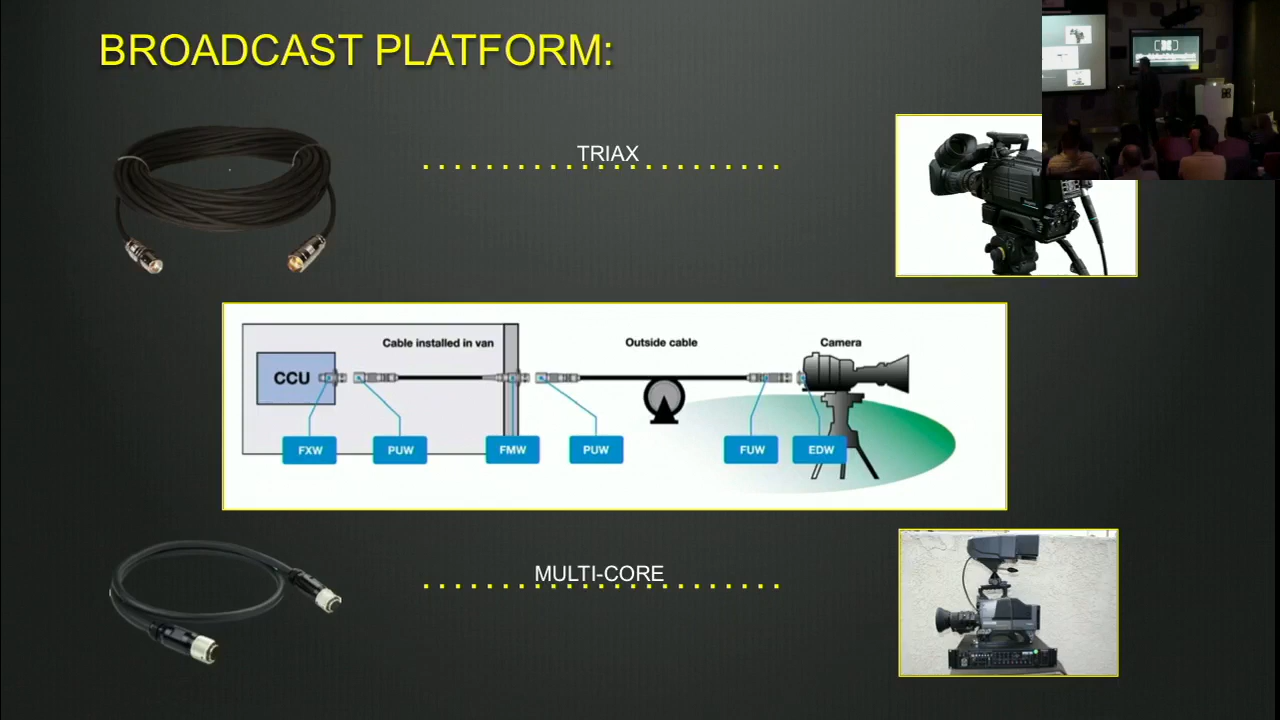 BROADCAST PLATFORM:
TRIAX
Cable installed in van
Outside cable
Camera
CCU
FXW
PUW
FMW
PUW
FUW
EDW
MULTI-CORE